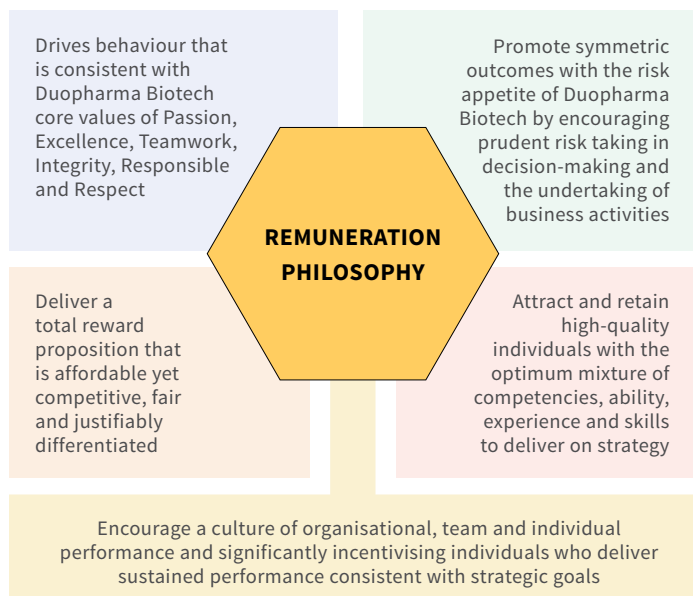 Drives behaviour that
is consistent with
Duopharma Biotech
core values of Passion,
Excellence, Teamwork,
Integrity, Responsible
and Respect
Promote symmetric
outcomes with the risk
appetite of Duopharma
Biotech by encouraging
prudent risk taking in
decision-making and
the undertaking of
business activities
REMUNERATION
PHILOSOPHY
Deliver a
total reward
proposition that
is affordable yet
competitive, fair
and justifiably
differentiated
Attract and retain
high-quality
individuals with the
optimum mixture of
competencies, ability,
experience and skills
to deliver on strategy
Encourage a culture of organisational, team and individual
performance and significantly incentivising individuals who deliver
sustained performance consistent with strategic goals